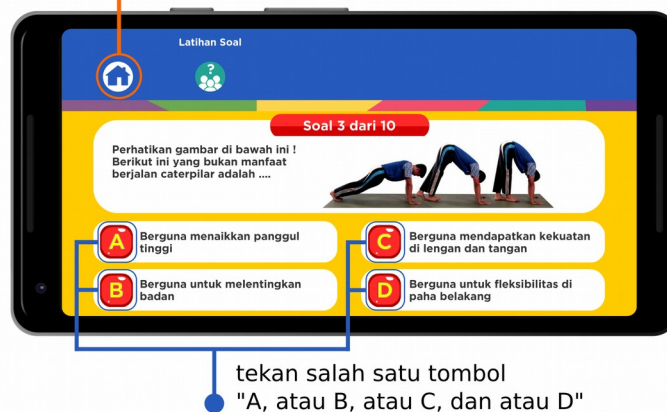 Latihan Soal
Soal 3 dari 10
Perhatikan gambar di bawah ini !
Berikut ini yang bukan manfaat
berjalan caterpilar adalah ....
A
Berguna menaikkan panggul
tinggi
B
Berguna untuk melentingkan
badan
C
Berguna mendapatkan kekuatan
di lengan dan tangan
D
Berguna untuk fleksibilitas di
paha belakang
tekan salah satu tombol
"A, atau B, atau C, dan atau D"